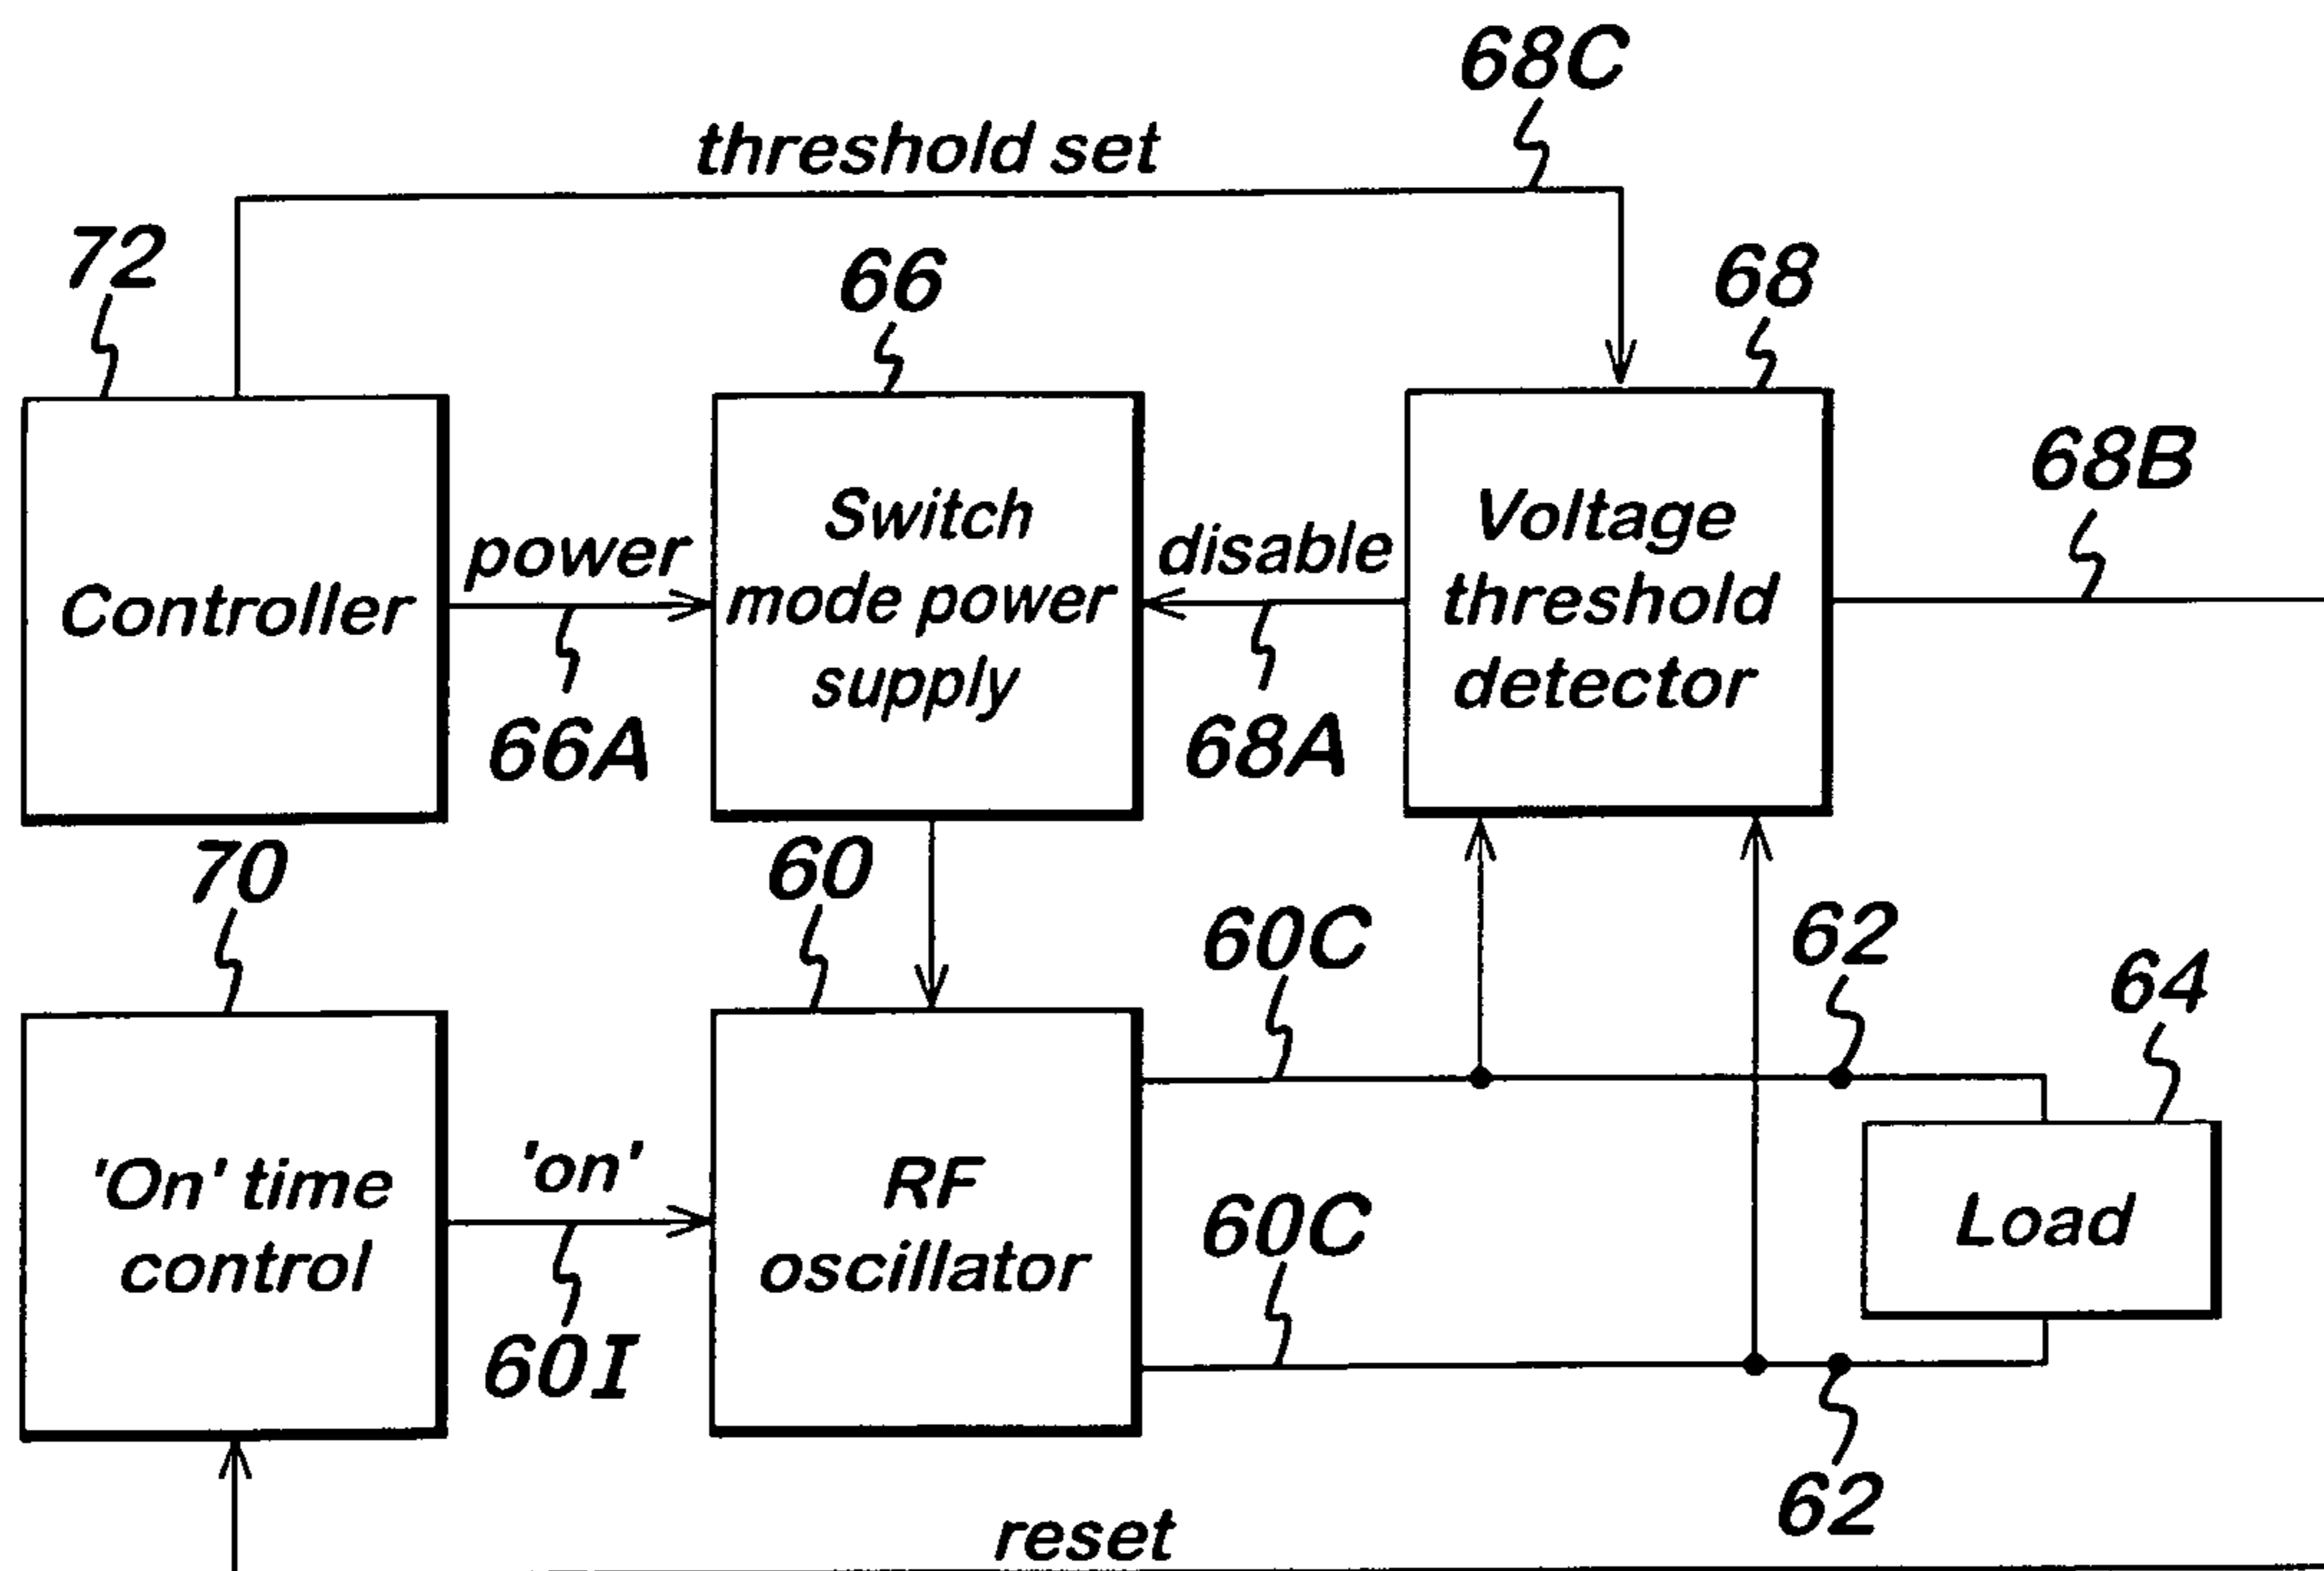 68C
threshold set
72
66
68
68B
Controller
power
66A
Switch
mode power
supply
disable
68A
Voltage
threshold
detector
70
60
60C
62
64
'On' time
control
'on'
60I
RF
oscillator
60C
Load
62
reset